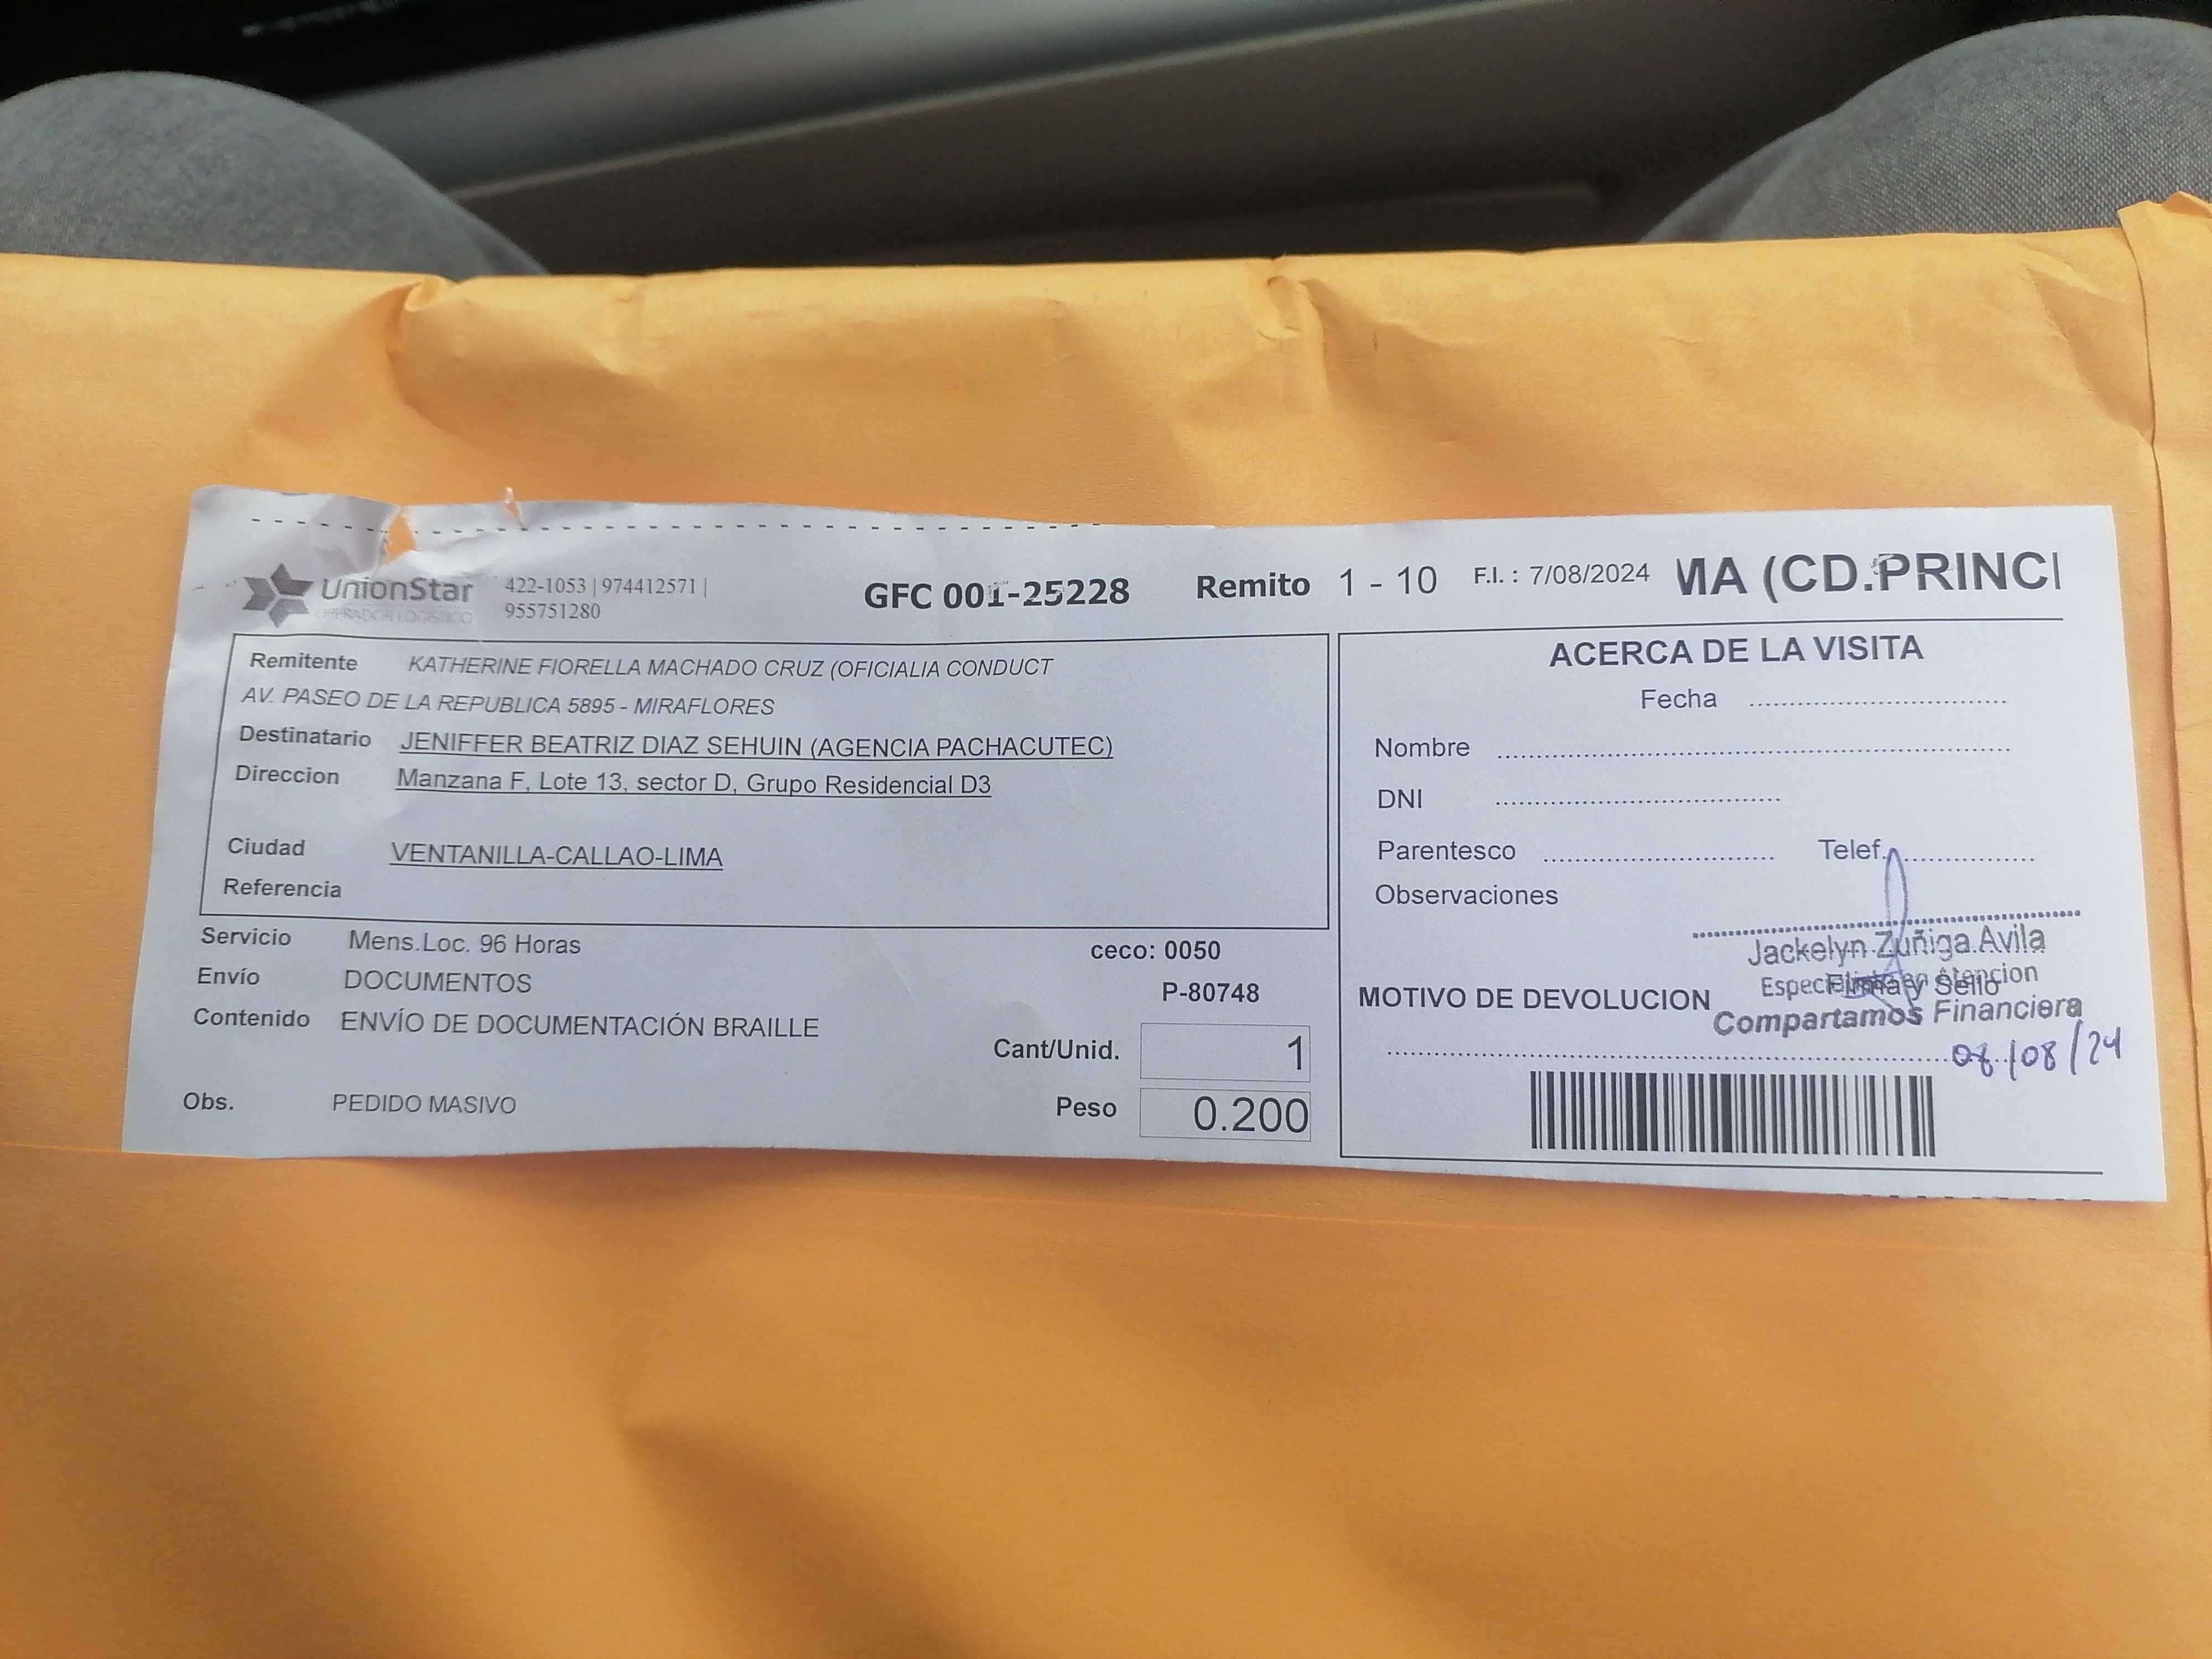 UnionStar
OPERADOR LOGISTICO
422-1053 | 974412571 |
955751280
GFC 001-25228
Remito 1 - 10
F.I. : 7/08/2024
MA (CD.PRINCI
Remitente KATHERINE FIORELLA MACHADO CRUZ (OFICIALIA CONDUCT
AV. PASEO DE LA REPUBLICA 5895 - MIRAFLORES
Destinatario JENIFFER BEATRIZ DIAZ SEHUIN (AGENCIA PACHACUTEC)
Direccion Manzana F, Lote 13, sector D, Grupo Residencial D3
Ciudad VENTANILLA-CALLAO-LIMA
Referencia
Servicio Mens.Loc. 96 Horas
ceco: 0050
Envío DOCUMENTOS
P-80748
Contenido ENVÍO DE DOCUMENTACIÓN BRAILLE
Cant/Unid. 1
Obs. PEDIDO MASIVO
Peso 0.200
ACERCA DE LA VISITA
Fecha
Nombre
DNI
Parentesco Telef.
Observaciones
Jackelyn Zuñiga Avila
Firma y Sello
MOTIVO DE DEVOLUCION
Compartamos Financiera
08/08/24